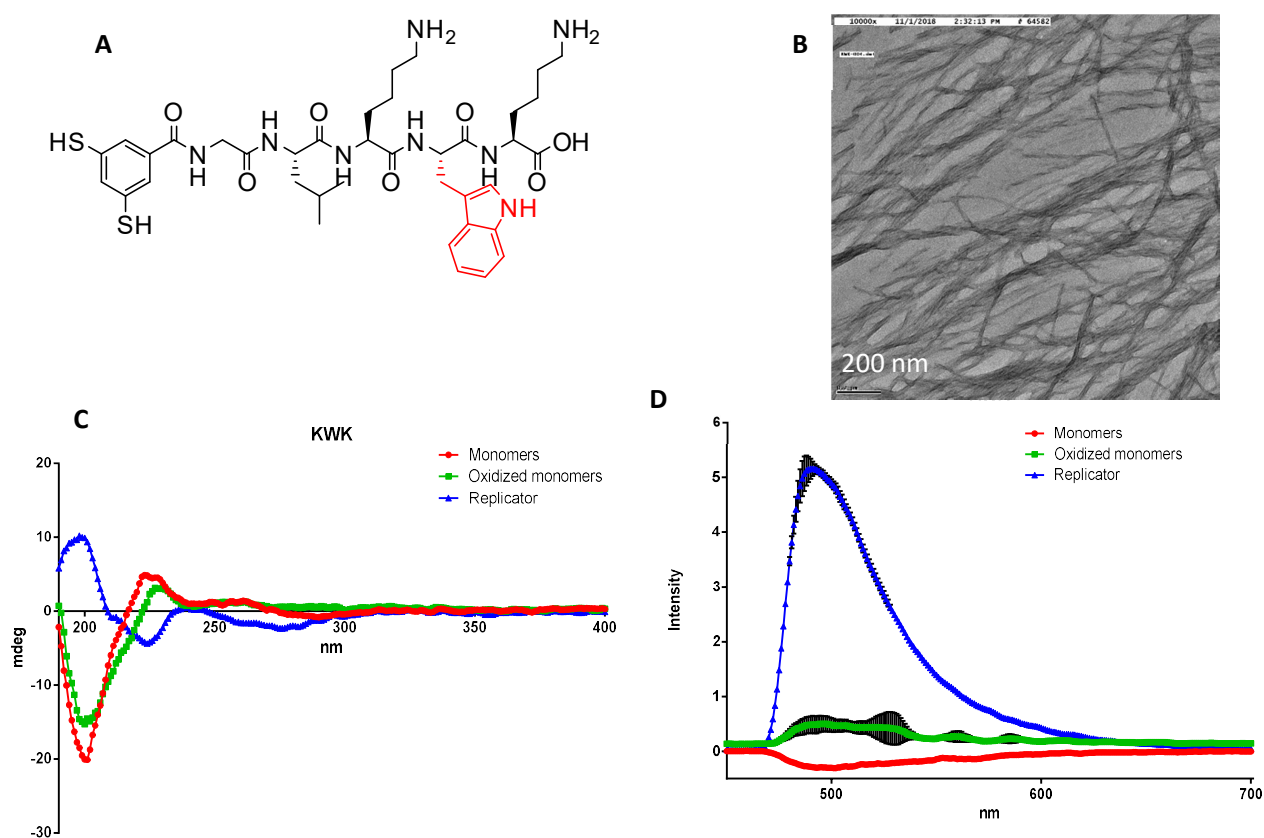 A
NH2
NH2
O
H
N
O
H
N
O
HS
N
H
O
N
H
O
N
H
OH
O
SH
NH
B
10000x 11/1/2018 2:32:13 PM # 64582
200 nm
C
KWK
Monomers
Oxidized monomers
Replicator
20
10
0
-10
-20
-30
mdeg
200
250
300
350
400
nm
D
Monomers
Oxidized monomers
Replicator
6
5
4
3
2
1
0
Intensity
500
600
700
nm